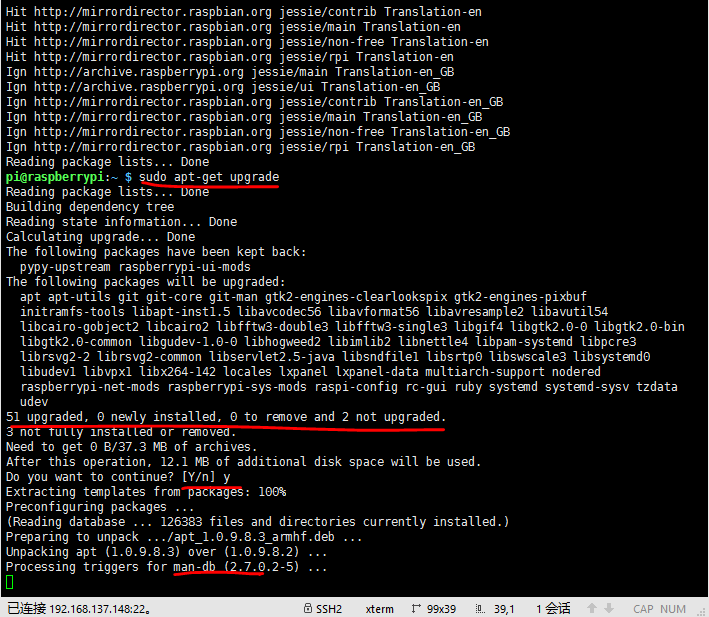 Hit http://mirrordirector.raspbian.org jessie/contrib Translation-en
Hit http://mirrordirector.raspbian.org jessie/main Translation-en
Hit http://mirrordirector.raspbian.org jessie/non-free Translation-en
Hit http://mirrordirector.raspbian.org jessie/rpi Translation-en
Ign http://archive.raspberrypi.org jessie/main Translation-en_GB
Ign http://archive.raspberrypi.org jessie/ui Translation-en_GB
Ign http://mirrordirector.raspbian.org jessie/contrib Translation-en_GB
Ign http://mirrordirector.raspbian.org jessie/main Translation-en_GB
Ign http://mirrordirector.raspbian.org jessie/non-free Translation-en_GB
Ign http://mirrordirector.raspbian.org jessie/rpi Translation-en_GB
Reading package lists... Done
pi@raspberrypi:~ $ sudo apt-get upgrade
Reading package lists... Done
Building dependency tree
Reading state information... Done
Calculating upgrade... Done
The following packages have been kept back:
  pypy-upstream raspberrypi-ui-mods
The following packages will be upgraded:
  apt apt-utils git git-core git-man gtk2-engines-clearlookspix gtk2-engines-pixbuf
  initramfs-tools libapt-inst1.5 libavcodec56 libavformat56 libavresample2 libavutil54
  libcairo-gobject2 libcairo2 libfftw3-double3 libfftw3-single3 libgif4 libgtk2.0-0 libgtk2.0-bin
  libgtk2.0-common libgudev-1.0-0 libhogweed2 libimlib2 libnettle4 libpam-systemd libpcre3
  librsvg2-2 librsvg2-common libservlet2.5-java libsndfile1 libsrtp0 libswscale3 libsystemd0
  libudev1 libvpx1 libx264-142 locales lxpanel lxpanel-data multiarch-support nodered
  raspberrypi-net-mods raspberrypi-sys-mods raspi-config rc-gui ruby systemd systemd-sysv tzdata
  udev
51 upgraded, 0 newly installed, 0 to remove and 2 not upgraded.
3 not fully installed or removed.
Need to get 0 B/37.3 MB of archives.
After this operation, 12.1 MB of additional disk space will be used.
Do you want to continue? [Y/n] y
Extracting templates from packages: 100%
Preconfiguring packages ...
(Reading database ... 126383 files and directories currently installed.)
Preparing to unpack .../apt_1.0.9.8.3_armhf.deb ...
Unpacking apt (1.0.9.8.3) over (1.0.9.8.2) ...
Processing triggers for man-db (2.7.0.2-5) ...
已连接 192.168.137.148:22。 SSH2 xterm 99x39 39,1 1 会话 CAP NUM